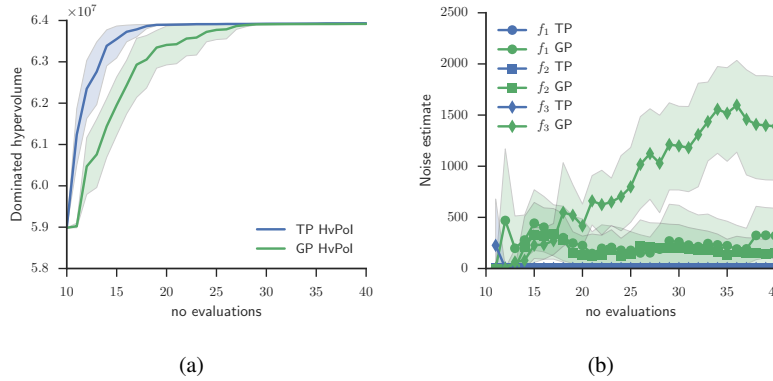 ×10⁷
6.4
6.3
6.2
6.1
6.0
5.9
5.8
10 15 20 25 30 35 40
no evaluations
Dominated hypervolume
TP HvPoI
GP HvPoI
(a)
2500
2000
1500
1000
500
0
10 15 20 25 30 35 40
no evaluations
Noise estimate
f₁ TP
f₁ GP
f₂ TP
f₂ GP
f₃ TP
f₃ GP
(b)